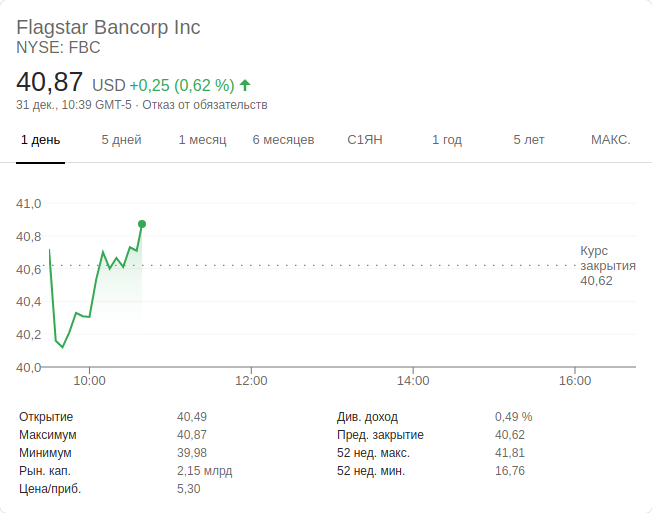 Flagstar Bancorp Inc
NYSE: FBC
40,87 USD +0,25 (0,62 %)
31 дек., 10:39 GMT-5 · Отказ от обязательств
1 день 5 дней 1 месяц 6 месяцев С1ЯН 1 год 5 лет МАКС.
41,0
40,8
40,6
40,4
40,2
40,0
Курс
закрытия
40,62
10:00 12:00 14:00 16:00
Открытие 40,49 Див. доход 0,49 %
Максимум 40,87 Пред. закрытие 40,62
Минимум 39,98 52 нед. макс. 41,81
Рын. кап. 2,15 млрд 52 нед. мин. 16,76
Цена/приб. 5,30